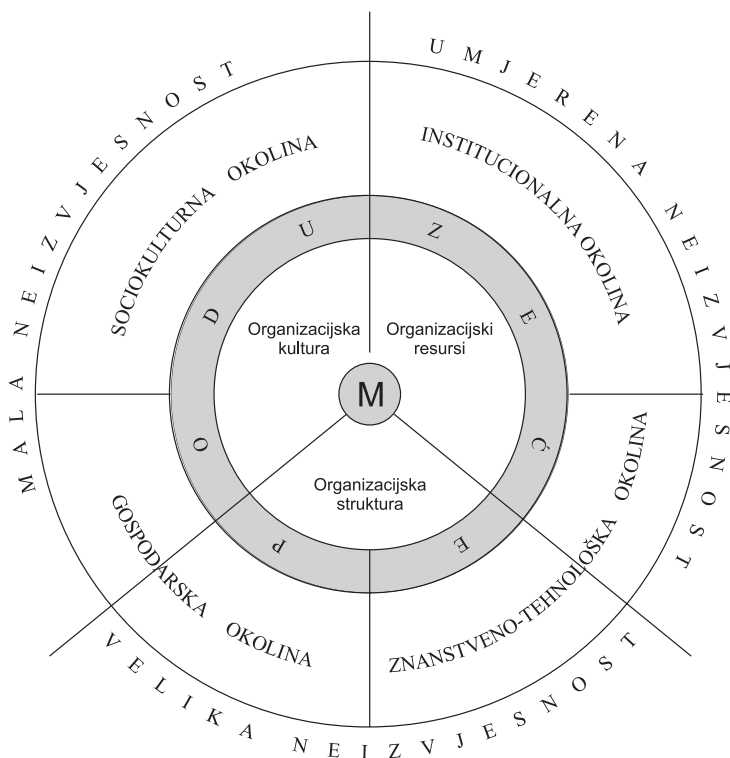 MALA NEIZVJESNOST
UMJERENA NEIZVJESNOST
VELIKA NEIZVJESNOST
SOCIOKULTURNA OKOLINA
INSTITUCIONALNA OKOLINA
GOSPODARSKA OKOLINA
ZNANSTVENO-TEHNOLOŠKA OKOLINA
PODUZEĆE
Organizacijska
kultura
Organizacijski
resursi
M
Organizacijska
struktura